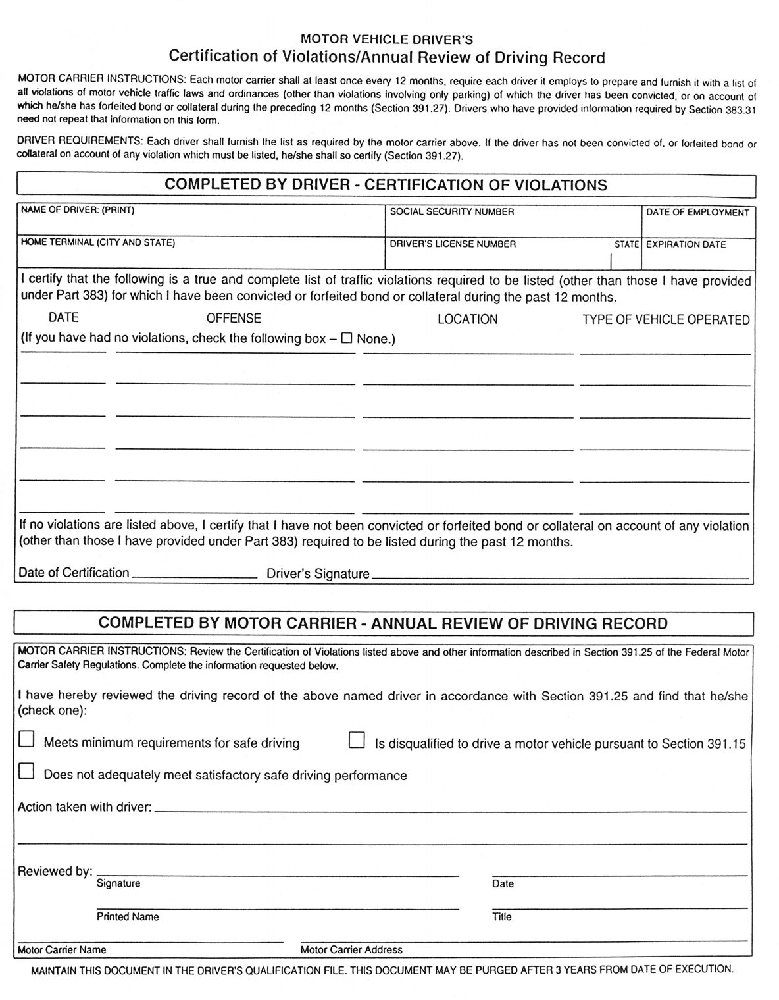 MOTOR VEHICLE DRIVER'S
Certification of Violations/Annual Review of Driving Record
MOTOR CARRIER INSTRUCTIONS: Each motor carrier shall at least once every 12 months, require each driver it employs to prepare and furnish it with a list of
all violations of motor vehicle traffic laws and ordinances (other than violations involving only parking) of which the driver has been convicted, or on account of
which he/she has forfeited bond or collateral during the preceding 12 months (Section 391.27). Drivers who have provided information required by Section 383.31
need not repeat that information on this form.
DRIVER REQUIREMENTS: Each driver shall furnish the list as required by the motor carrier above. If the driver has not been convicted of, or forfeited bond or
collateral on account of any violation which must be listed, he/she shall so certify (Section 391.27).
COMPLETED BY DRIVER - CERTIFICATION OF VIOLATIONS
NAME OF DRIVER: (PRINT) SOCIAL SECURITY NUMBER DATE OF EMPLOYMENT
HOME TERMINAL (CITY AND STATE) DRIVER'S LICENSE NUMBER STATE EXPIRATION DATE
I certify that the following is a true and complete list of traffic violations required to be listed (other than those I have provided
under Part 383) for which I have been convicted or forfeited bond or collateral during the past 12 months.
DATE OFFENSE LOCATION TYPE OF VEHICLE OPERATED
(If you have had no violations, check the following box – ☐ None.)
If no violations are listed above, I certify that I have not been convicted or forfeited bond or collateral on account of any violation
(other than those I have provided under Part 383) required to be listed during the past 12 months.
Date of Certification Driver's Signature
COMPLETED BY MOTOR CARRIER - ANNUAL REVIEW OF DRIVING RECORD
MOTOR CARRIER INSTRUCTIONS: Review the Certification of Violations listed above and other information described in Section 391.25 of the Federal Motor
Carrier Safety Regulations. Complete the information requested below.
I have hereby reviewed the driving record of the above named driver in accordance with Section 391.25 and find that he/she
(check one):
☐ Meets minimum requirements for safe driving ☐ Is disqualified to drive a motor vehicle pursuant to Section 391.15
☐ Does not adequately meet satisfactory safe driving performance
Action taken with driver:
Reviewed by:
Signature Date
Printed Name Title
Motor Carrier Name Motor Carrier Address
MAINTAIN THIS DOCUMENT IN THE DRIVER'S QUALIFICATION FILE. THIS DOCUMENT MAY BE PURGED AFTER 3 YEARS FROM DATE OF EXECUTION.